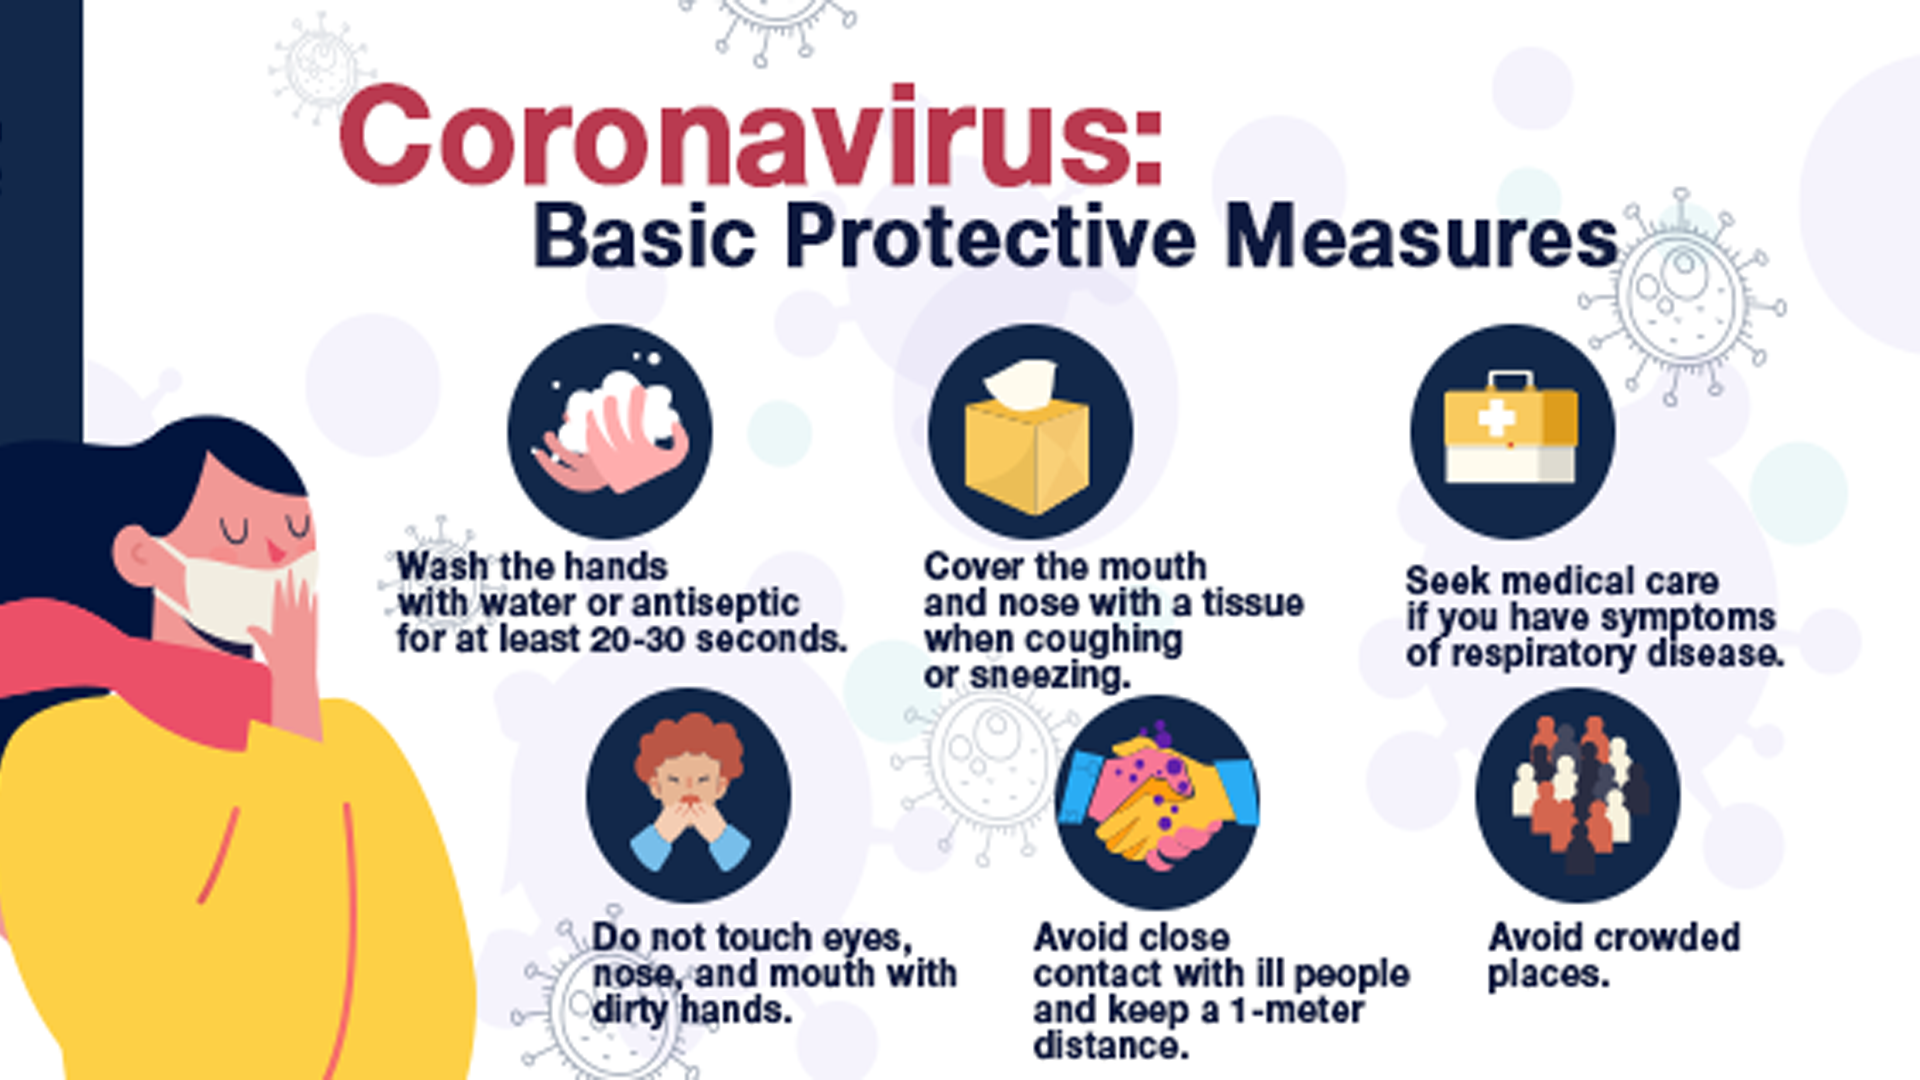 Coronavirus:
Basic Protective Measures
Wash the hands
with water or antiseptic
for at least 20-30 seconds.
Cover the mouth
and nose with a tissue
when coughing
or sneezing.
Seek medical care
if you have symptoms
of respiratory disease.
Do not touch eyes,
nose, and mouth with
dirty hands.
Avoid close
contact with ill people
and keep a 1-meter
distance.
Avoid crowded
places.